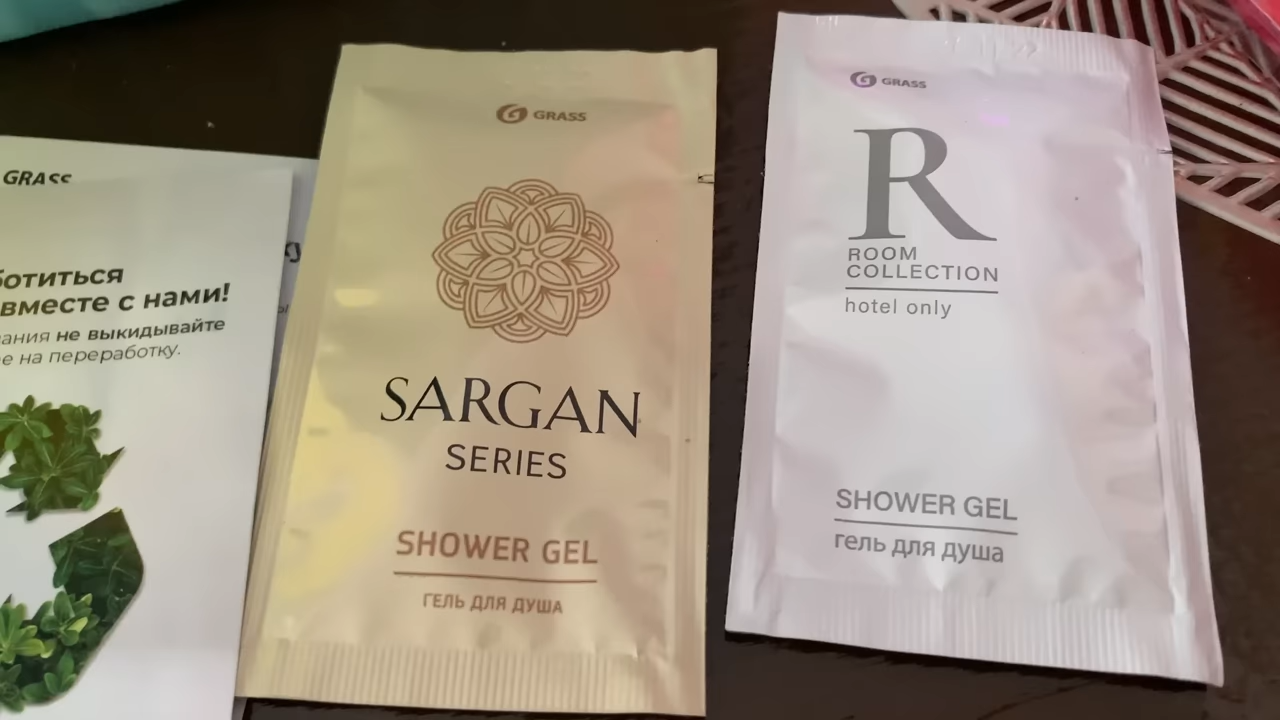 GRASS
ботиться
вместе с нами!
ания не выкидывайте
е на переработку.
GRASS
SARGAN
SERIES
SHOWER GEL
ГЕЛЬ ДЛЯ ДУША
GRASS
R
ROOM
COLLECTION
hotel only
SHOWER GEL
гель для душа